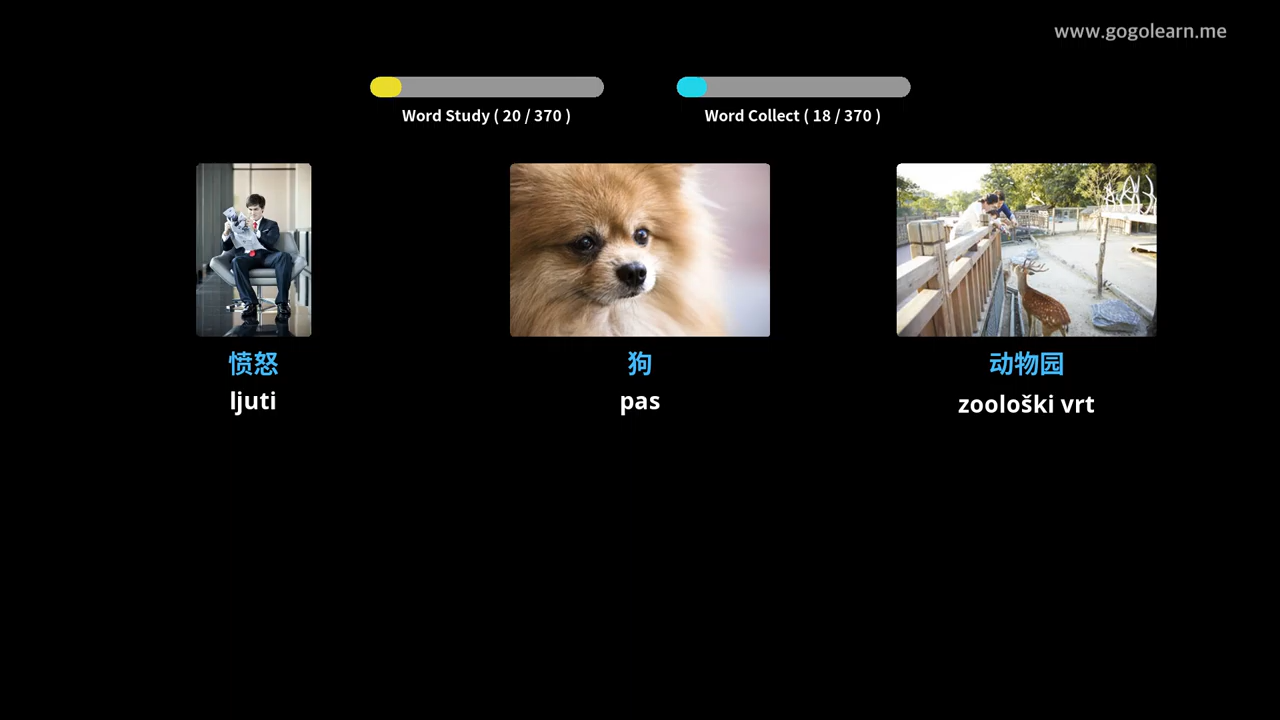 www.gogolearn.me
Word Study ( 20 / 370 )
Word Collect ( 18 / 370 )
愤怒
狗
动物园
ljuti
pas
zoološki vrt